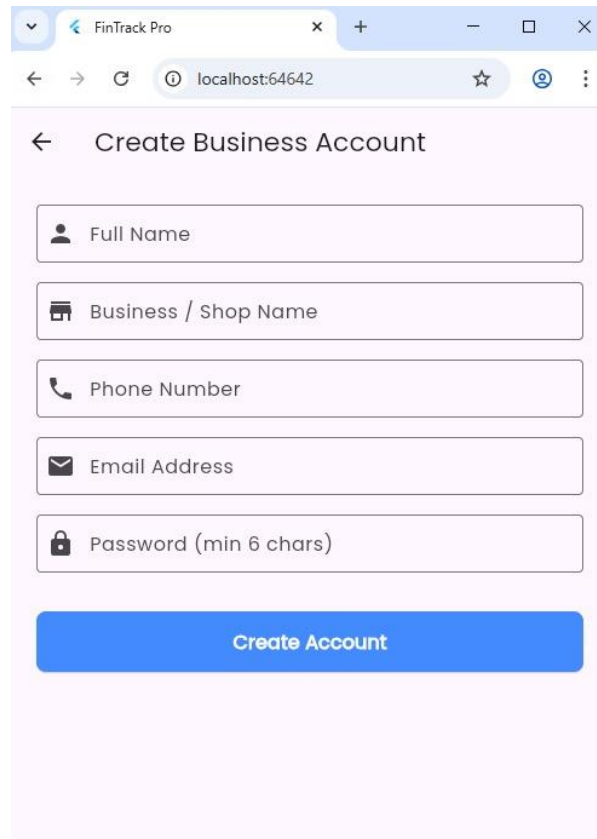 FinTrack Pro
localhost:64642
Create Business Account
Full Name
Business / Shop Name
Phone Number
Email Address
Password (min 6 chars)
Create Account